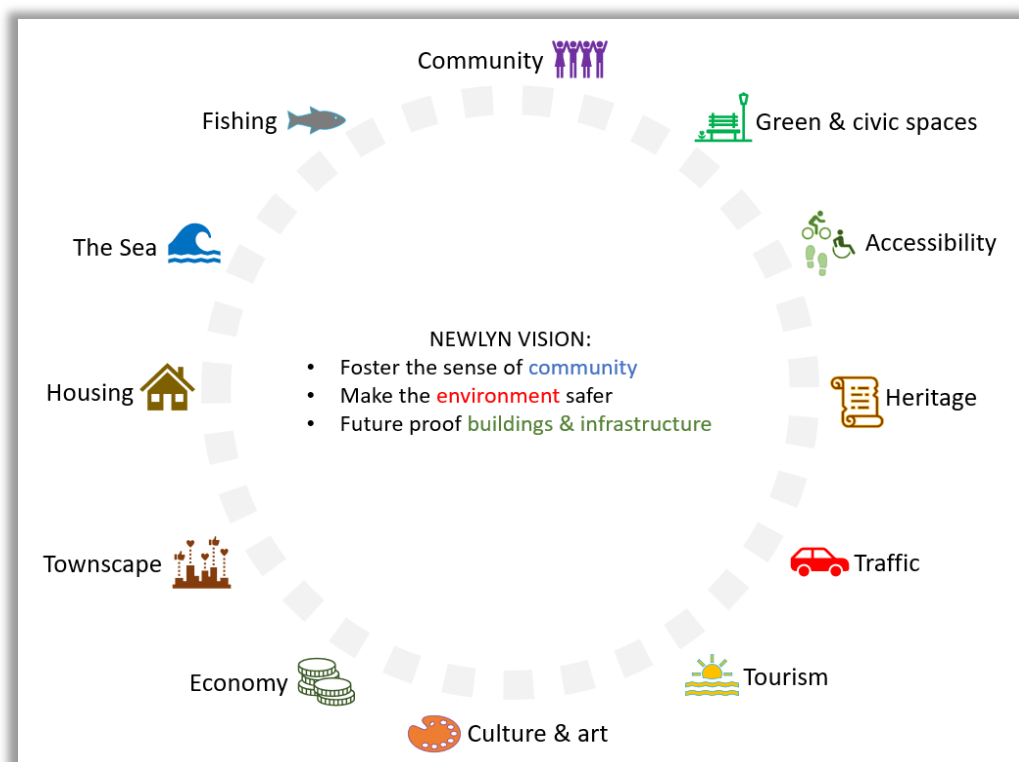 Community
Fishing
Green & civic spaces
The Sea
Accessibility
NEWLYN VISION:
• Foster the sense of community
• Make the environment safer
• Future proof buildings & infrastructure
Housing
Heritage
Townscape
Traffic
Economy
Tourism
Culture & art